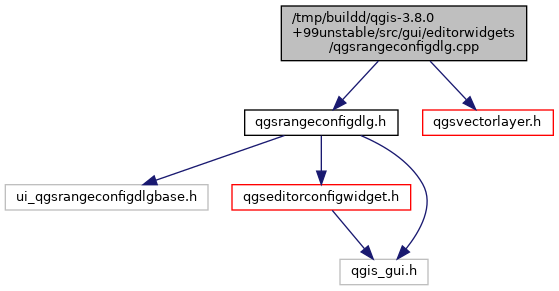 /tmp/buildd/qgis-3.8.0
+99unstable/src/gui/editorwidgets
/qgsrangeconfigdlg.cpp
qgsrangeconfigdlg.h
qgsvectorlayer.h
ui_qgsrangeconfigdlgbase.h
qgseditorconfigwidget.h
qgis_gui.h